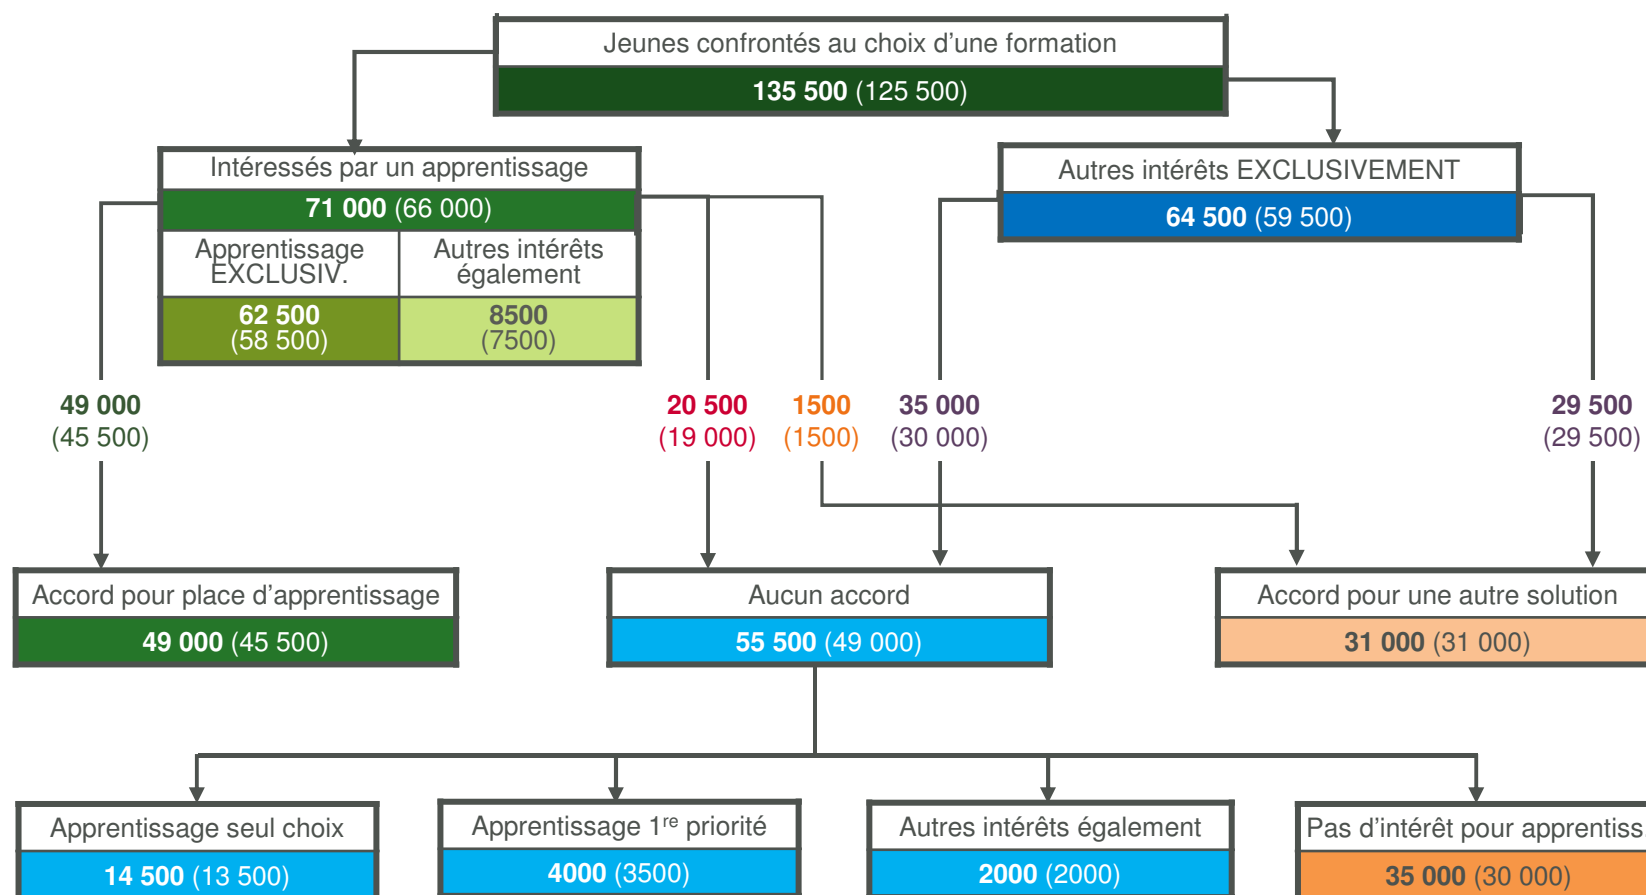 Jeunes confrontés au choix d’une formation
135 500 (125 500)
Intéressés par un apprentissage
71 000 (66 000)
Apprentissage
EXCLUSIV.
Autres intérêts
également
62 500
(58 500)
8500
(7500)
Autres intérêts EXCLUSIVEMENT
64 500 (59 500)
49 000
(45 500)
20 500
(19 000)
1500
(1500)
35 000
(30 000)
29 500
(29 500)
Accord pour place d’apprentissage
49 000 (45 500)
Aucun accord
55 500 (49 000)
Accord pour une autre solution
31 000 (31 000)
Apprentissage seul choix
14 500 (13 500)
Apprentissage 1re priorité
4000 (3500)
Autres intérêts également
2000 (2000)
Pas d’intérêt pour apprentiss.
35 000 (30 000)